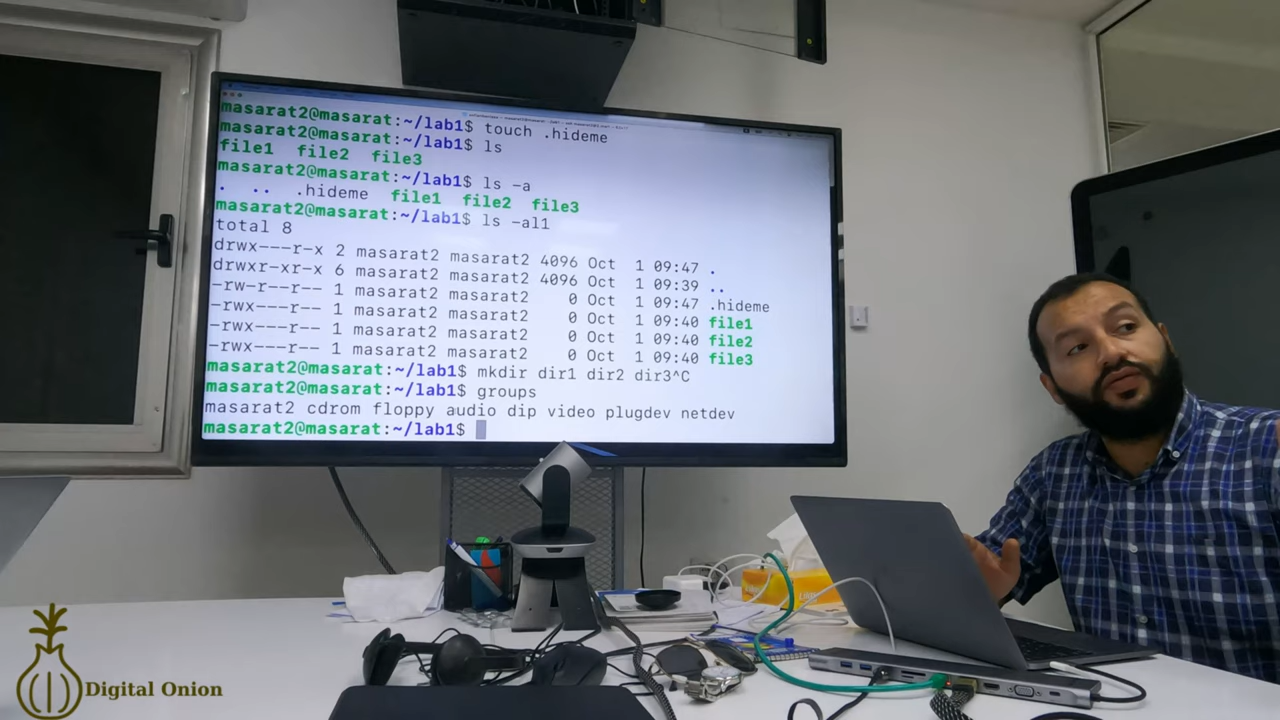 masarat2@masarat:~/lab1$ touch .hideme
masarat2@masarat:~/lab1$ ls
file1 file2 file3
masarat2@masarat:~/lab1$ ls -a
. .. .hideme file1 file2 file3
masarat2@masarat:~/lab1$ ls -al1
total 8
drwx---r-x 2 masarat2 masarat2 4096 Oct 1 09:47 .
drwxr-xr-x 6 masarat2 masarat2 4096 Oct 1 09:39 ..
-rw-r--r-- 1 masarat2 masarat2 0 Oct 1 09:47 .hideme
-rwx---r-- 1 masarat2 masarat2 0 Oct 1 09:40 file1
-rwx---r-- 1 masarat2 masarat2 0 Oct 1 09:40 file2
-rwx---r-- 1 masarat2 masarat2 0 Oct 1 09:40 file3
masarat2@masarat:~/lab1$ mkdir dir1 dir2 dir3^C
masarat2@masarat:~/lab1$ groups
masarat2 cdrom floppy audio dip video plugdev netdev
masarat2@masarat:~/lab1$
Digital Onion